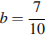 b = 7/10